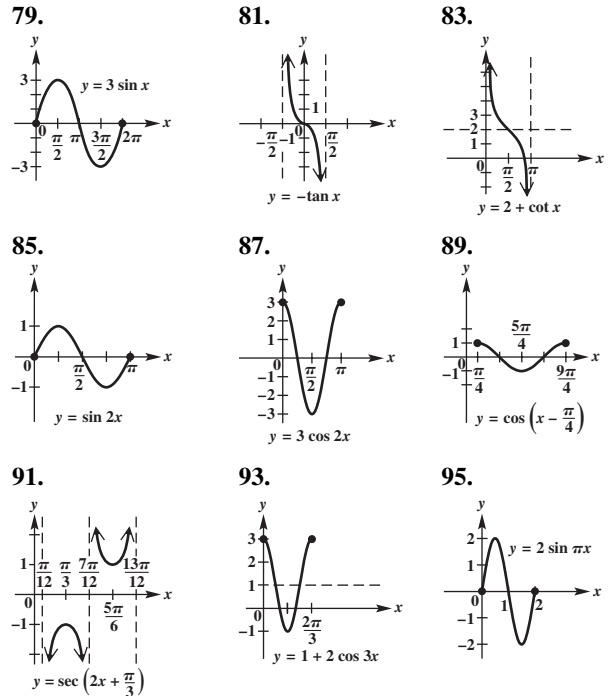 79.
y
3
y = 3 sin x
0
π/2
π
3π/2
2π
x
−3
81.
y
1
x
−π/2
−1
π/2
y = −tan x
83.
y
3
2
0
π/2
π
x
y = 2 + cot x
85.
y
1
0
π/2
π
x
−1
y = sin 2x
87.
y
3
2
1
0
π/2
π
x
−1
−2
−3
y = 3 cos 2x
89.
y
1
5π/4
0
x
−1
π/4
9π/4
y = cos (x − π/4)
91.
y
1
π/12
π/3
7π/12
13π/12
0
x
5π/6
−1
y = sec (2x + π/3)
93.
y
3
2
1
0
2π/3
x
−1
y = 1 + 2 cos 3x
95.
y
2
y = 2 sin πx
1
0
1
2
x
−1
−2